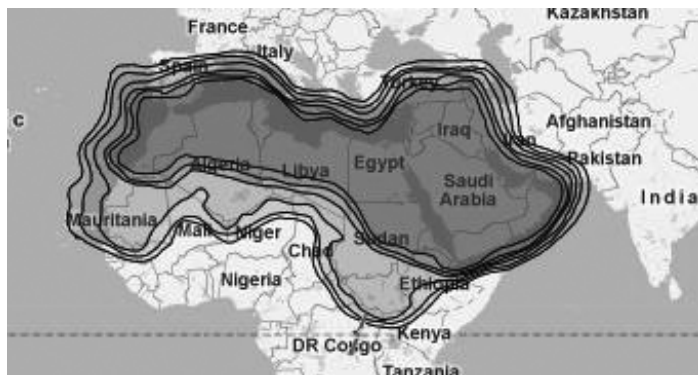 Kazakhstan
France
Italy
Spain
Turkey
c
Iraq
Iran
Afghanistan
Algeria
Libya
Egypt
Pakistan
Saudi
Arabia
India
Mauritania
Mali
Niger
Chad
Sudan
Nigeria
Ethiopia
Kenya
DR Congo
Tanzania